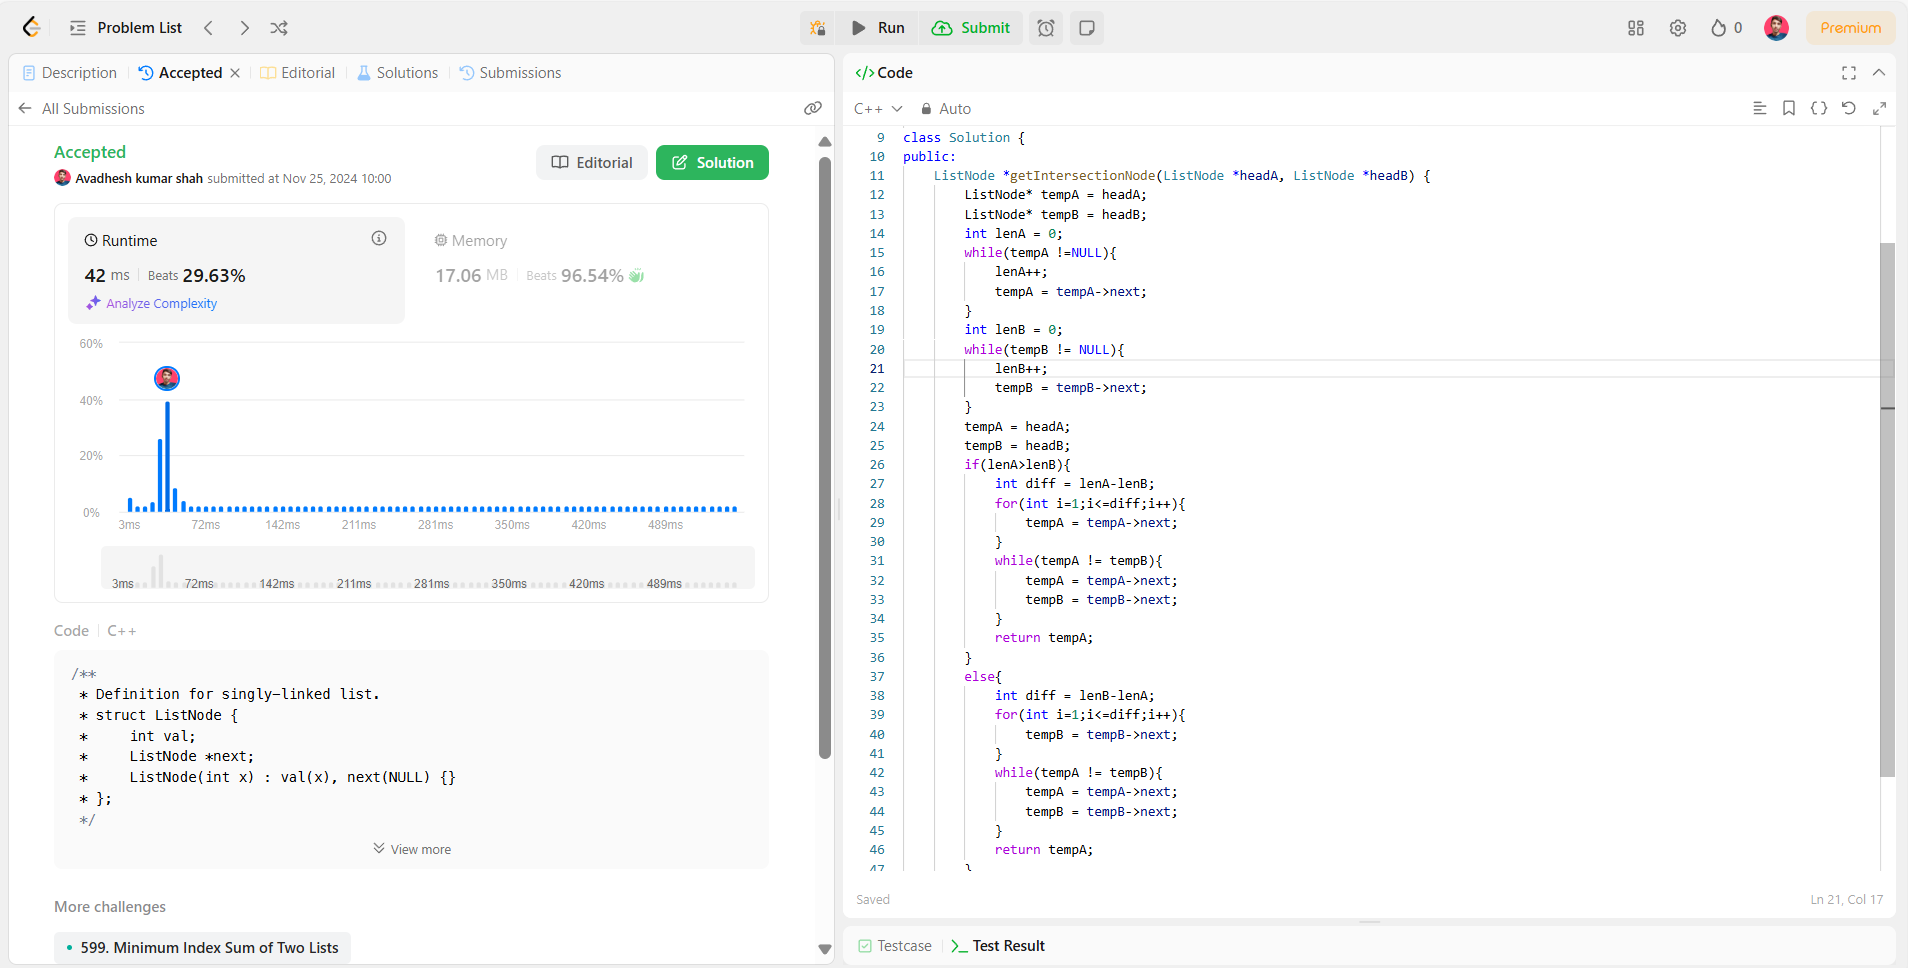 Problem List
Run
Submit
0
Premium
Description
Accepted
Editorial
Solutions
Submissions
All Submissions
Accepted
Avadhesh kumar shah submitted at Nov 25, 2024 10:00
Editorial
Solution
Runtime
42 ms Beats 29.63%
Analyze Complexity
Memory
17.06 MB Beats 96.54%
60%
40%
20%
0%
3ms 72ms 142ms 211ms 281ms 350ms 420ms 489ms
3ms 72ms 142ms 211ms 281ms 350ms 420ms 489ms
Code C++
/**
 * Definition for singly-linked list.
 * struct ListNode {
 *     int val;
 *     ListNode *next;
 *     ListNode(int x) : val(x), next(NULL) {}
 * };
 */
View more
More challenges
599. Minimum Index Sum of Two Lists
</> Code
C++
Auto
9 class Solution {
10 public:
11     ListNode *getIntersectionNode(ListNode *headA, ListNode *headB) {
12         ListNode* tempA = headA;
13         ListNode* tempB = headB;
14         int lenA = 0;
15         while(tempA !=NULL){
16             lenA++;
17             tempA = tempA->next;
18         }
19         int lenB = 0;
20         while(tempB != NULL){
21             lenB++;
22             tempB = tempB->next;
23         }
24         tempA = headA;
25         tempB = headB;
26         if(lenA>lenB){
27             int diff = lenA-lenB;
28             for(int i=1;i<=diff;i++){
29                 tempA = tempA->next;
30             }
31             while(tempA != tempB){
32                 tempA = tempA->next;
33                 tempB = tempB->next;
34             }
35             return tempA;
36         }
37         else{
38             int diff = lenB-lenA;
39             for(int i=1;i<=diff;i++){
40                 tempB = tempB->next;
41             }
42             while(tempA != tempB){
43                 tempA = tempA->next;
44                 tempB = tempB->next;
45             }
46             return tempA;
47         }
Saved
Ln 21, Col 17
Testcase
Test Result